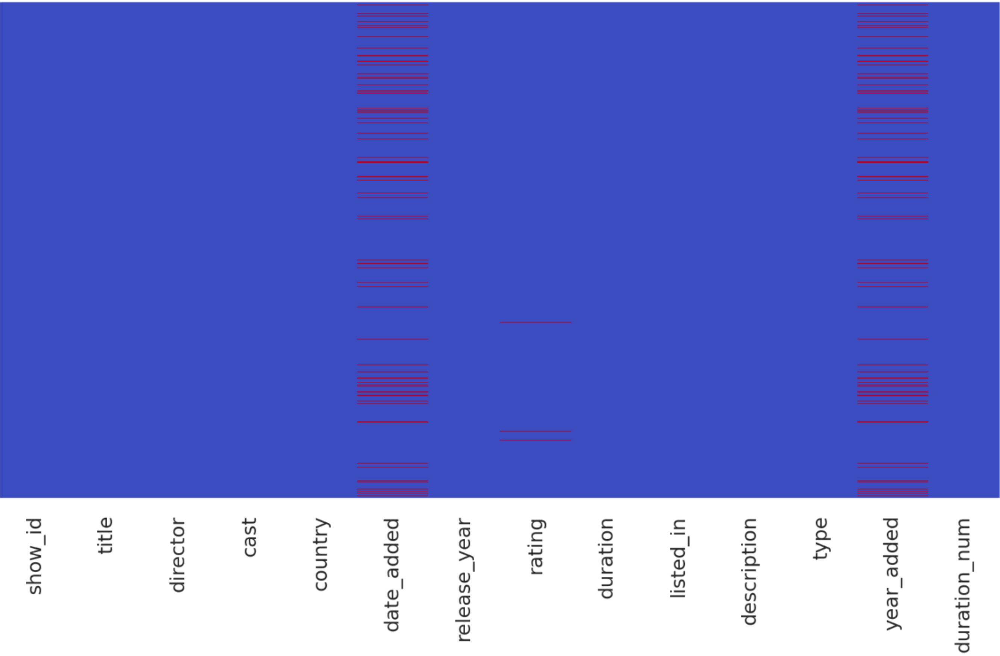 show_id
title
director
cast
country
date_added
release_year
rating
duration
listed_in
description
type
year_added
duration_num